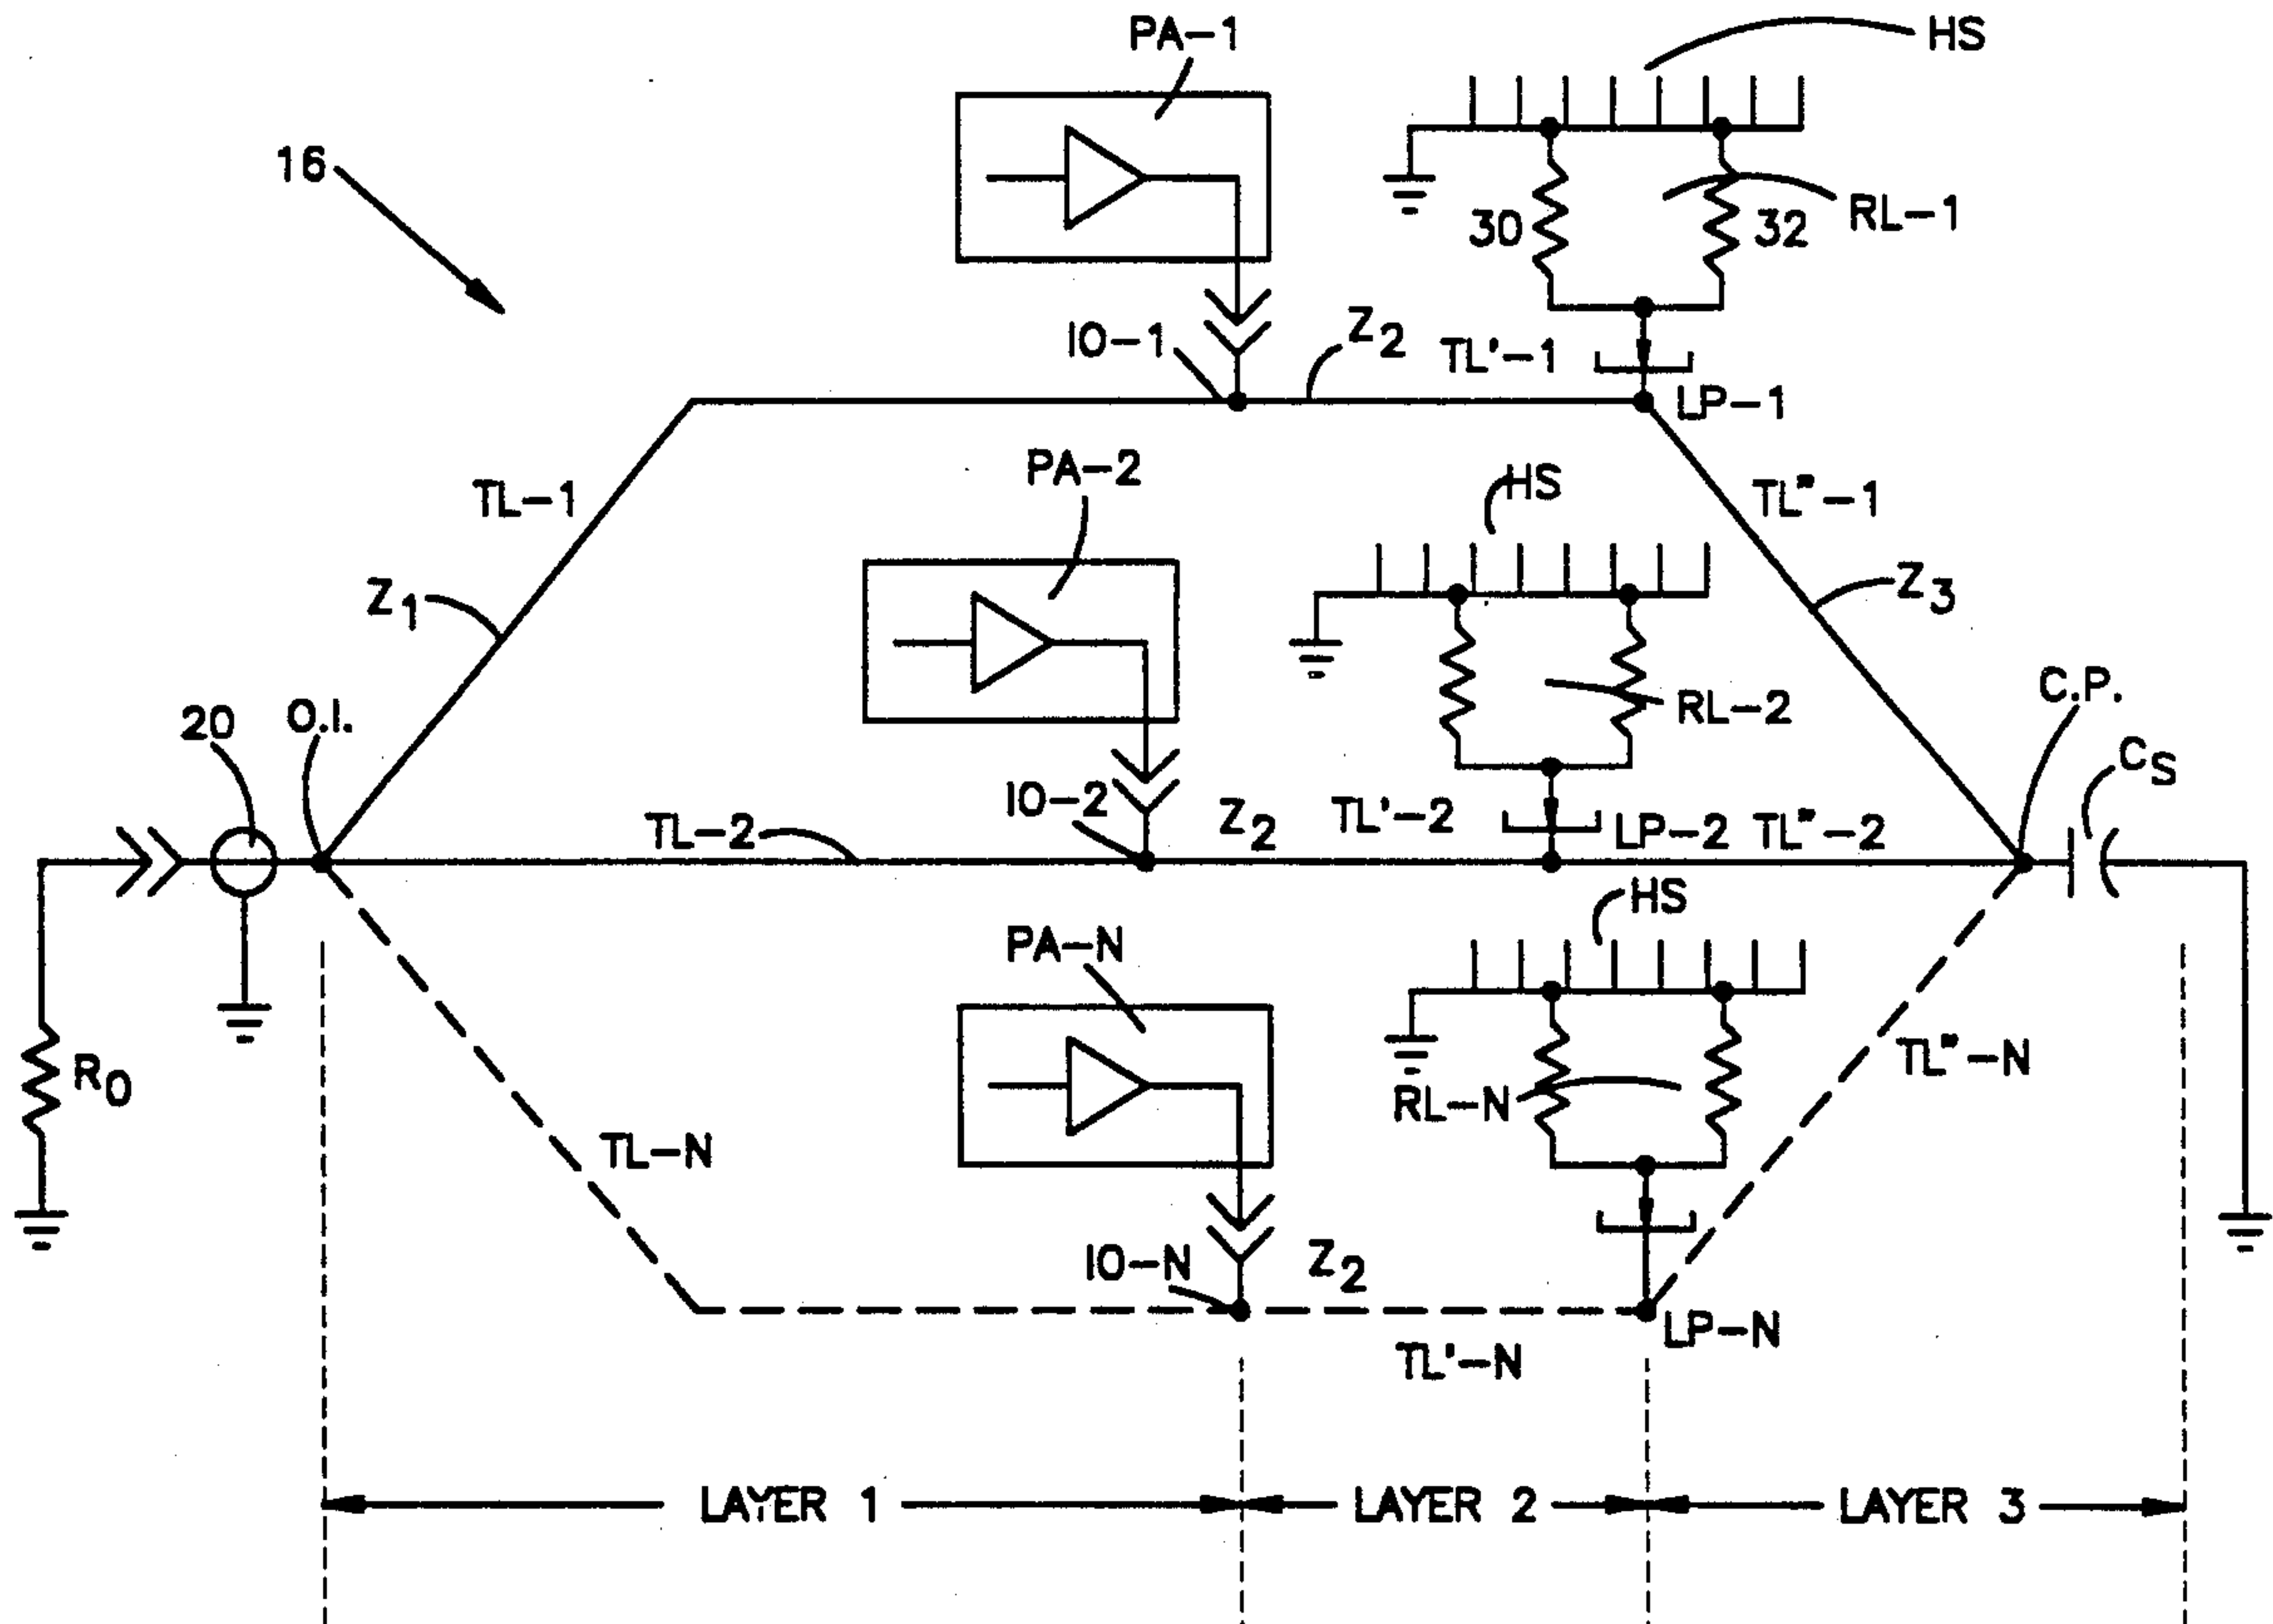 PA-1
HS
16
30
32
RL-1
IO-1
Z2
TL'-1
LP-1
PA-2
HS
TL-1
TL"-1
Z1
Z3
20
O.I.
RL-2
C.P.
CS
IO-2
Z2
TL'-2
LP-2
TL"-2
TL-2
HS
PA-N
R0
RL-N
TL"-N
TL-N
IO-N
Z2
LP-N
TL'-N
LAYER 1
LAYER 2
LAYER 3